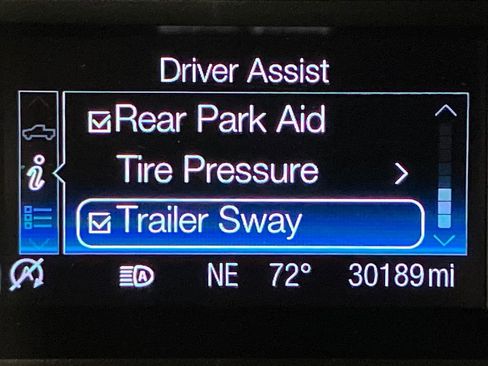 Driver Assist
Rear Park Aid
Tire Pressure
Trailer Sway
NE 72° 30189 mi